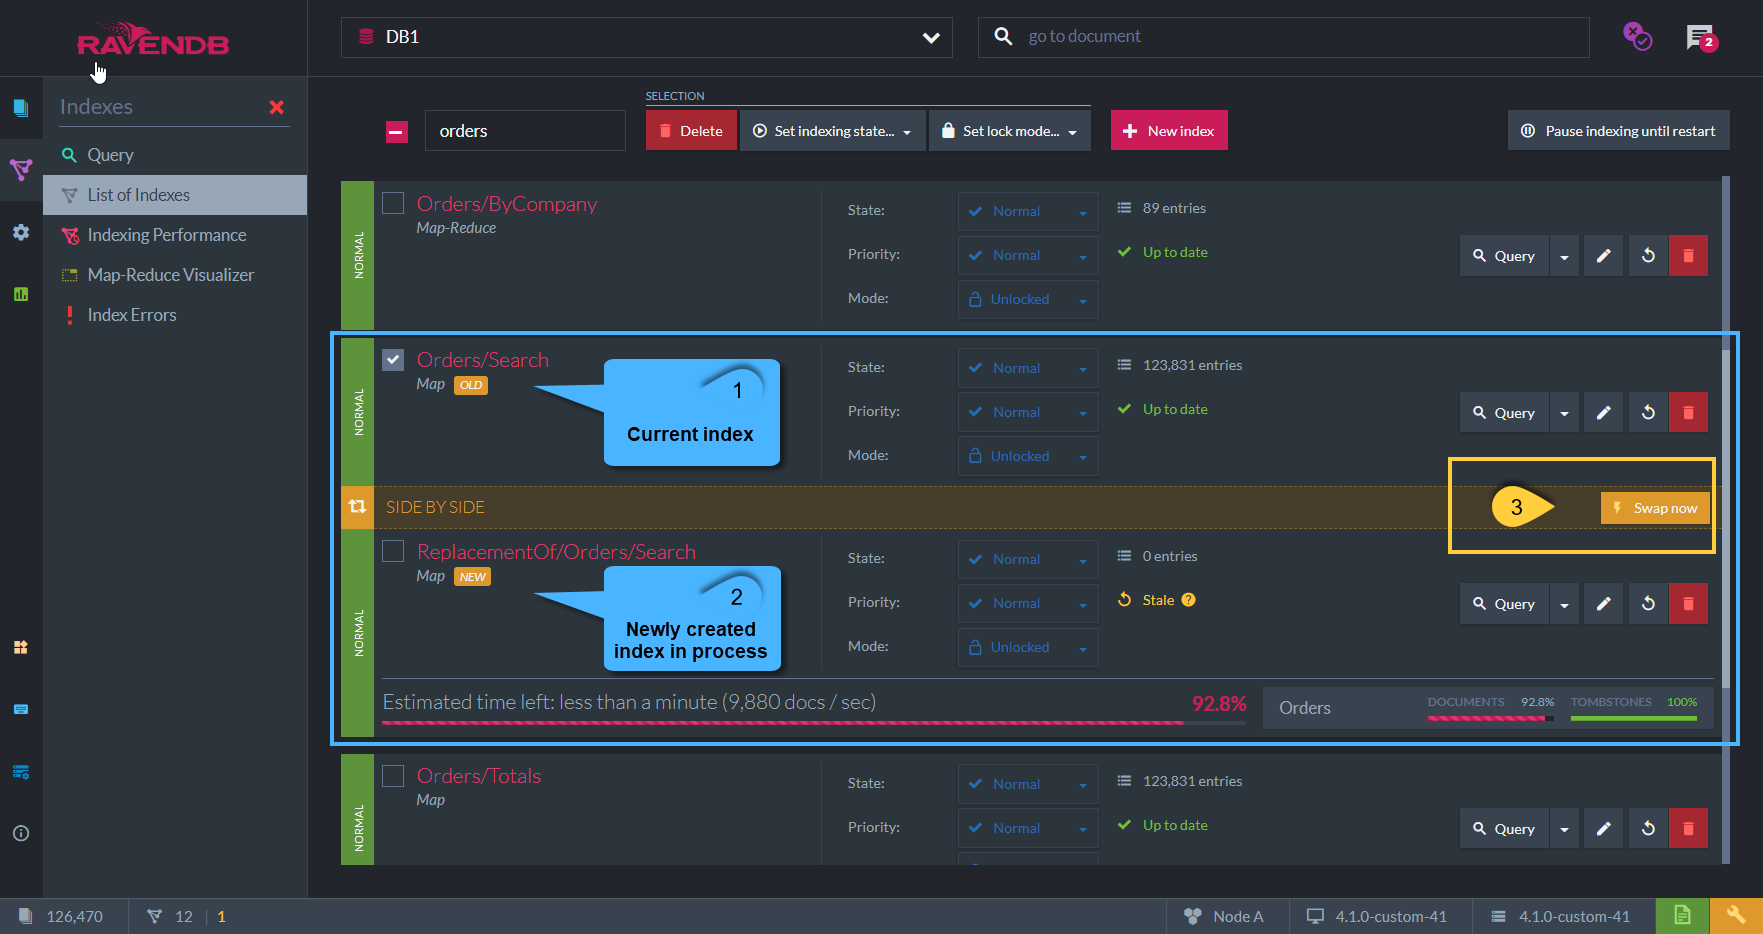 RAVENDB
DB1
go to document
2
Indexes
Query
List of Indexes
Indexing Performance
Map-Reduce Visualizer
Index Errors
SELECTION
orders
Delete
Set indexing state...
Set lock mode...
New index
Pause indexing until restart
NORMAL
Orders/ByCompany
Map-Reduce
State:
Normal
89 entries
Priority:
Normal
Up to date
Mode:
Unlocked
Query
NORMAL
Orders/Search
Map OLD
1
Current index
State:
Normal
123,831 entries
Priority:
Normal
Up to date
Mode:
Unlocked
Query
SIDE BY SIDE
3
Swap now
NORMAL
ReplacementOf/Orders/Search
Map NEW
2
Newly created
index in process
State:
Normal
0 entries
Priority:
Normal
Stale ?
Mode:
Unlocked
Query
Estimated time left: less than a minute (9,880 docs / sec)
92.8%
Orders
DOCUMENTS 92.8%
TOMBSTONES 100%
NORMAL
Orders/Totals
Map
State:
Normal
123,831 entries
Priority:
Normal
Up to date
Query
126,470
12 | 1
Node A
4.1.0-custom-41
4.1.0-custom-41